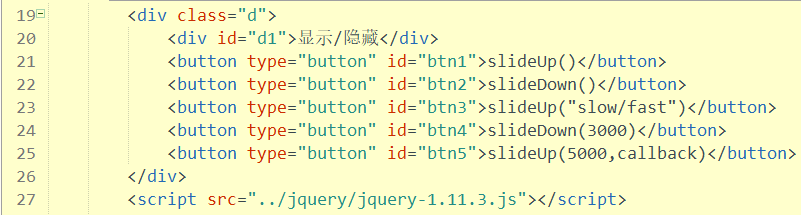 19 <div class="d">
20 <div id="d1">显示/隐藏</div>
21 <button type="button" id="btn1">slideUp()</button>
22 <button type="button" id="btn2">slideDown()</button>
23 <button type="button" id="btn3">slideUp("slow/fast")</button>
24 <button type="button" id="btn4">slideDown(3000)</button>
25 <button type="button" id="btn5">slideUp(5000,callback)</button>
26 </div>
27 <script src="../jquery/jquery-1.11.3.js"></script>